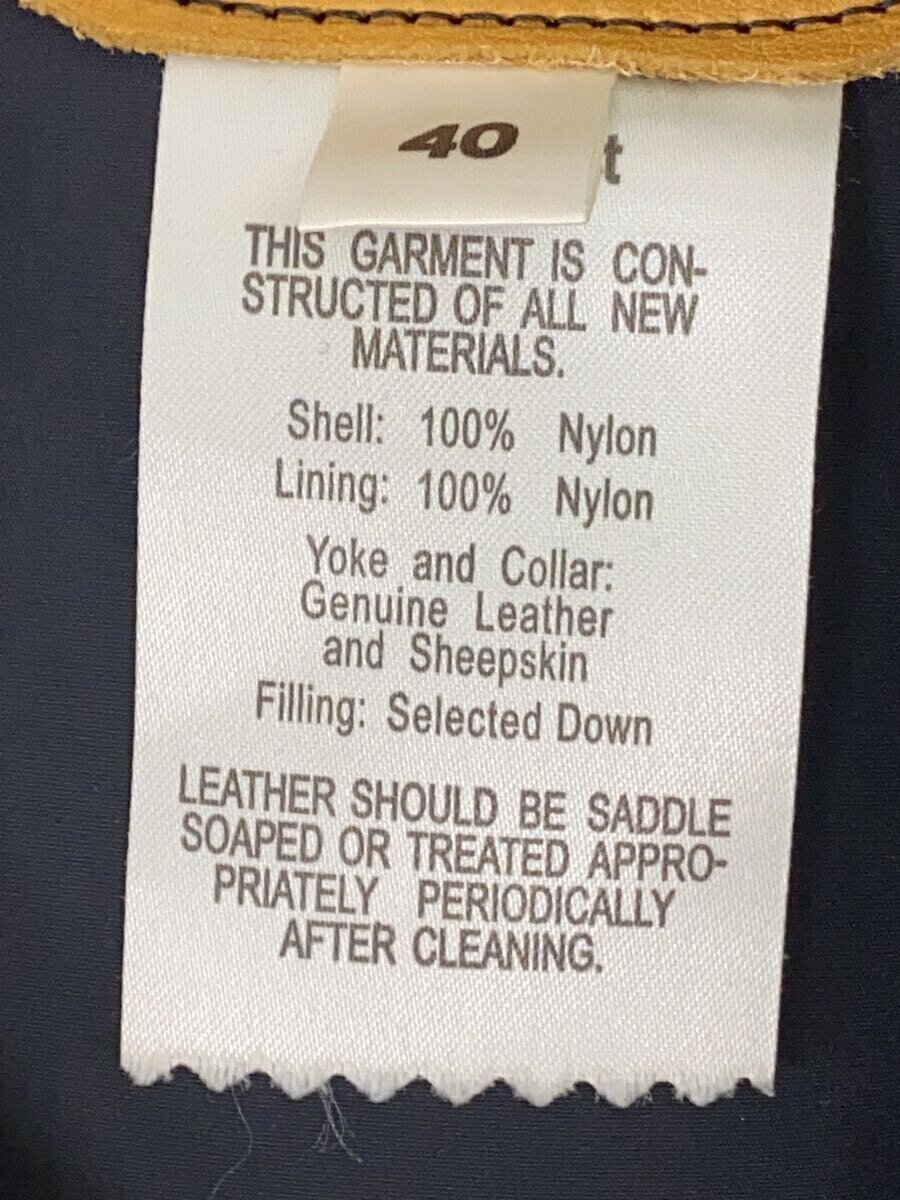 40
t
THIS GARMENT IS CON-
STRUCTED OF ALL NEW
MATERIALS.
Shell: 100% Nylon
Lining: 100% Nylon
Yoke and Collar:
Genuine Leather
and Sheepskin
Filling: Selected Down
LEATHER SHOULD BE SADDLE
SOAPED OR TREATED APPRO-
PRIATELY PERIODICALLY
AFTER CLEANING.